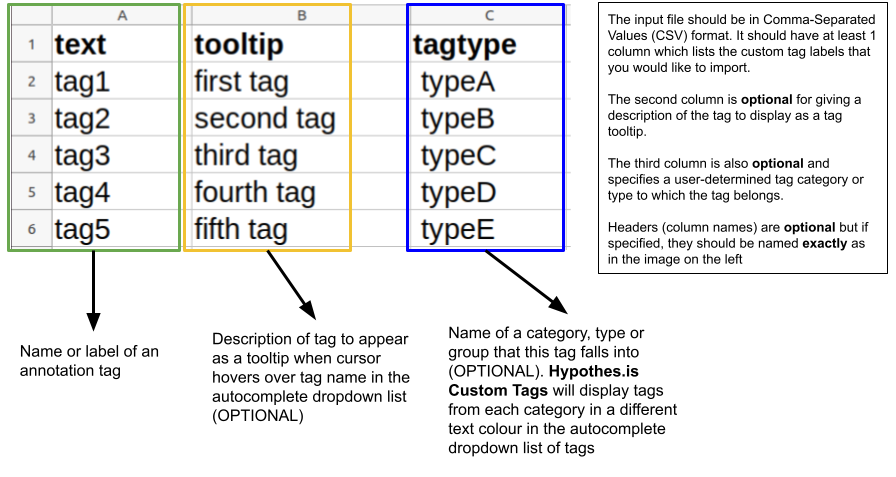 A B C
1 text tooltip tagtype
2 tag1 first tag typeA
3 tag2 second tag typeB
4 tag3 third tag typeC
5 tag4 fourth tag typeD
6 tag5 fifth tag typeE
The input file should be in Comma-Separated
Values (CSV) format. It should have at least 1
column which lists the custom tag labels that
you would like to import.
The second column is optional for giving a
description of the tag to display as a tag
tooltip.
The third column is also optional and
specifies a user-determined tag category or
type to which the tag belongs.
Headers (column names) are optional but if
specified, they should be named exactly as
in the image on the left
Name or label of an
annotation tag
Description of tag to appear
as a tooltip when cursor
hovers over tag name in the
autocomplete dropdown list
(OPTIONAL)
Name of a category, type or
group that this tag falls into
(OPTIONAL). Hypothes.is
Custom Tags will display tags
from each category in a different
text colour in the autocomplete
dropdown list of tags